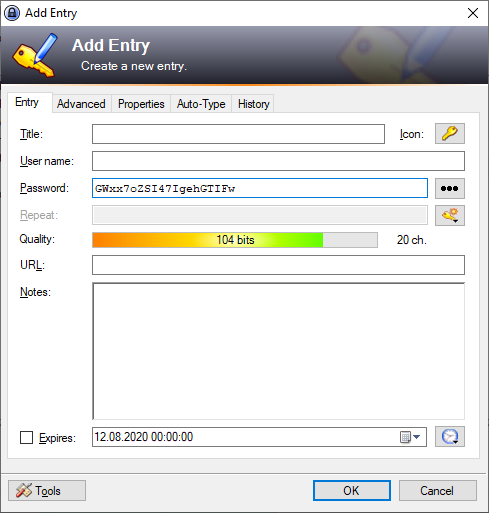 Add Entry
Add Entry
Create a new entry.
Entry Advanced Properties Auto-Type History
Title: Icon:
User name:
Password: GWxx7oZSI47IgehGTIFw
Repeat:
Quality: 104 bits 20 ch.
URL:
Notes:
Expires: 12.08.2020 00:00:00
Tools OK Cancel